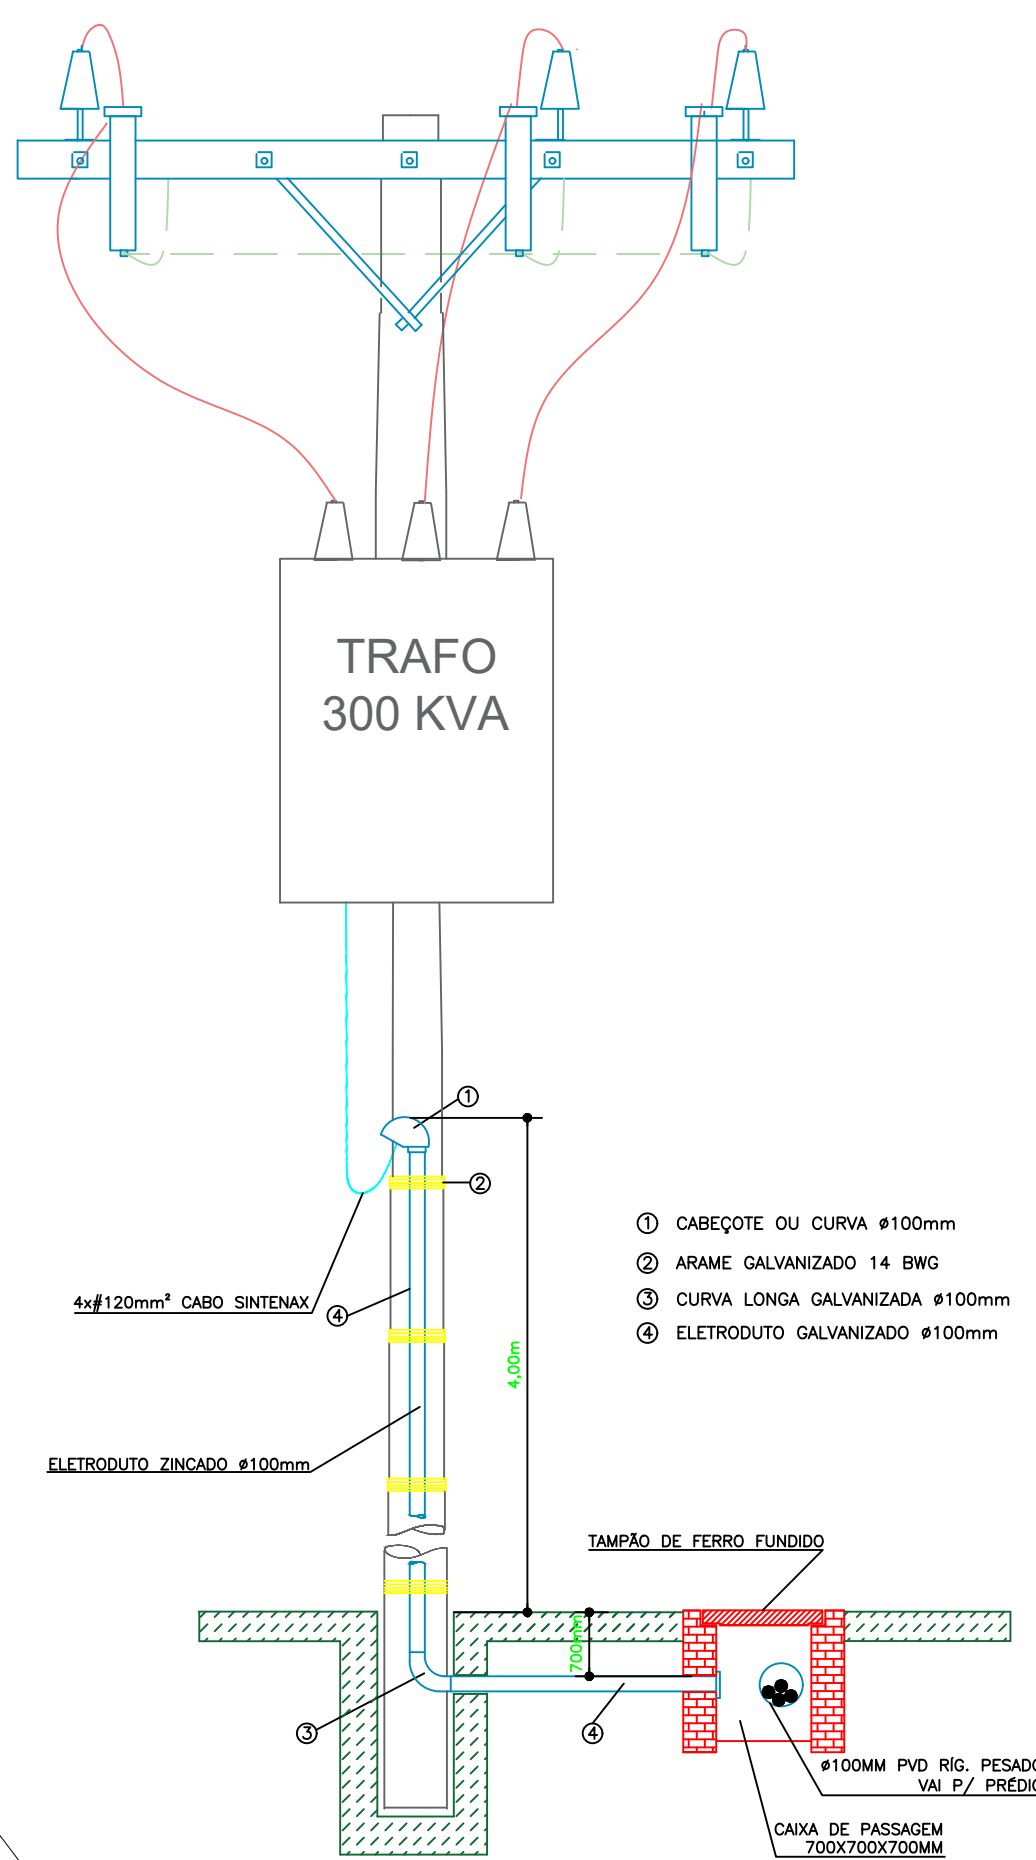 TRAFO
300 KVA
1
2
1 CABEÇOTE OU CURVA ø100mm
2 ARAME GALVANIZADO 14 BWG
3 CURVA LONGA GALVANIZADA ø100mm
4 ELETRODUTO GALVANIZADO ø100mm
4x#120mm² CABO SINTENAX
4
4,00m
ELETRODUTO ZINCADO ø100mm
TAMPÃO DE FERRO FUNDIDO
700mm
3
4
ø100MM PVD RÍG. PESADO
VAI P/ PRÉDIO
CAIXA DE PASSAGEM
700X700X700MM